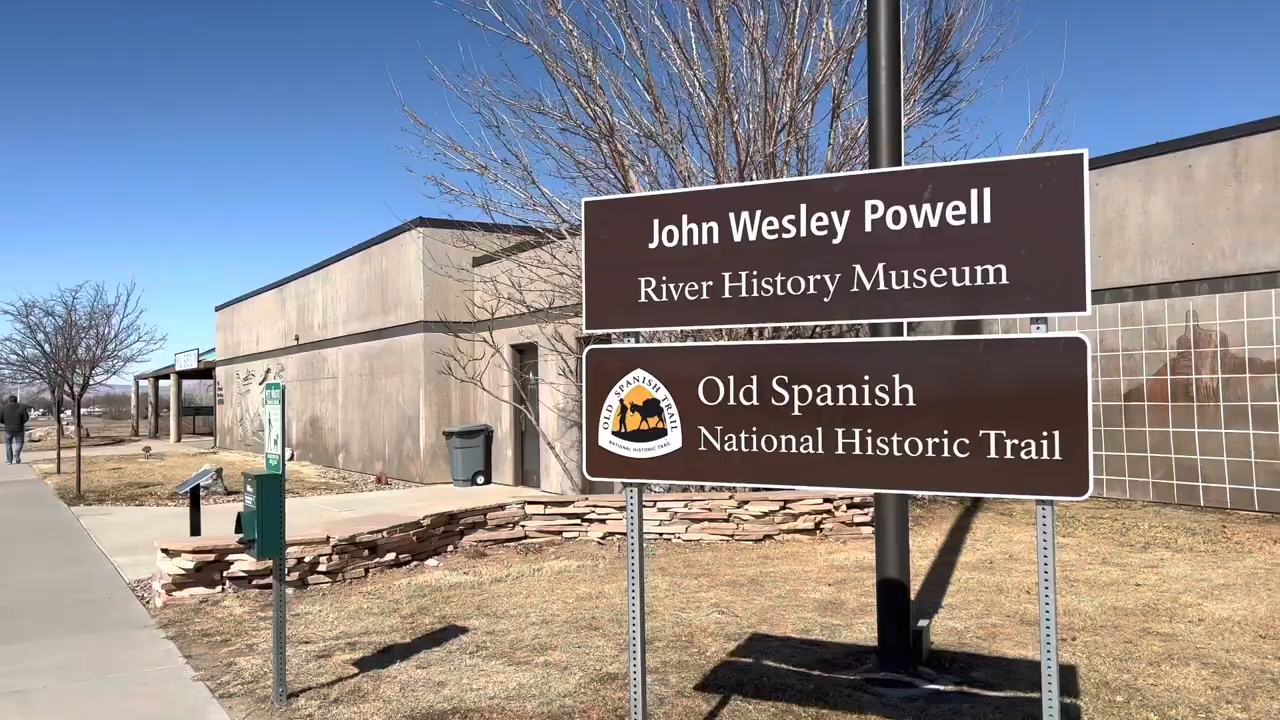 John Wesley Powell
River History Museum
OLD SPANISH TRAIL
NATIONAL HISTORIC TRAIL
Old Spanish
National Historic Trail